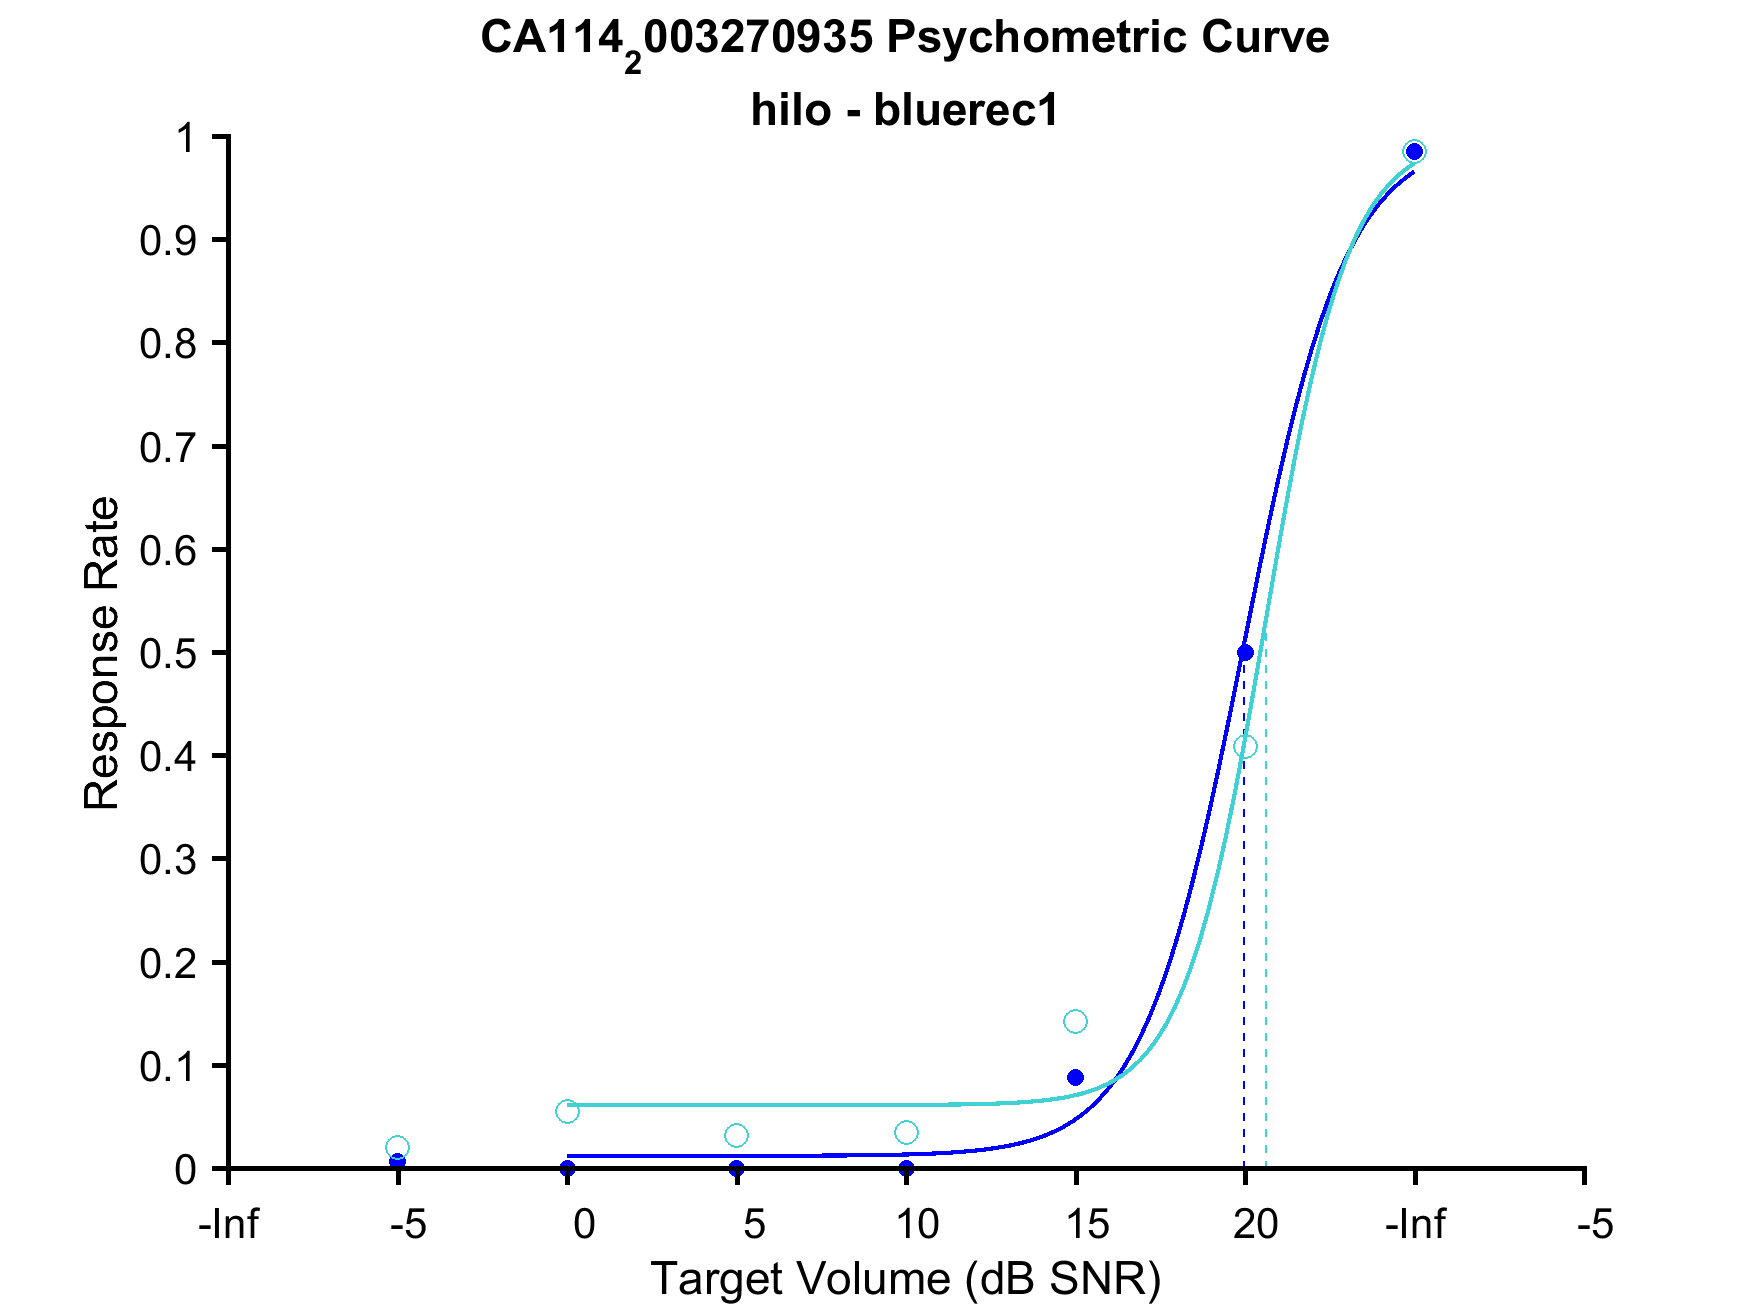 CA114₂003270935 Psychometric Curve
hilo - bluerec1
1
0.9
0.8
0.7
0.6
0.5
0.4
0.3
0.2
0.1
0
Response Rate
-Inf -5 0 5 10 15 20 -Inf -5
Target Volume (dB SNR)